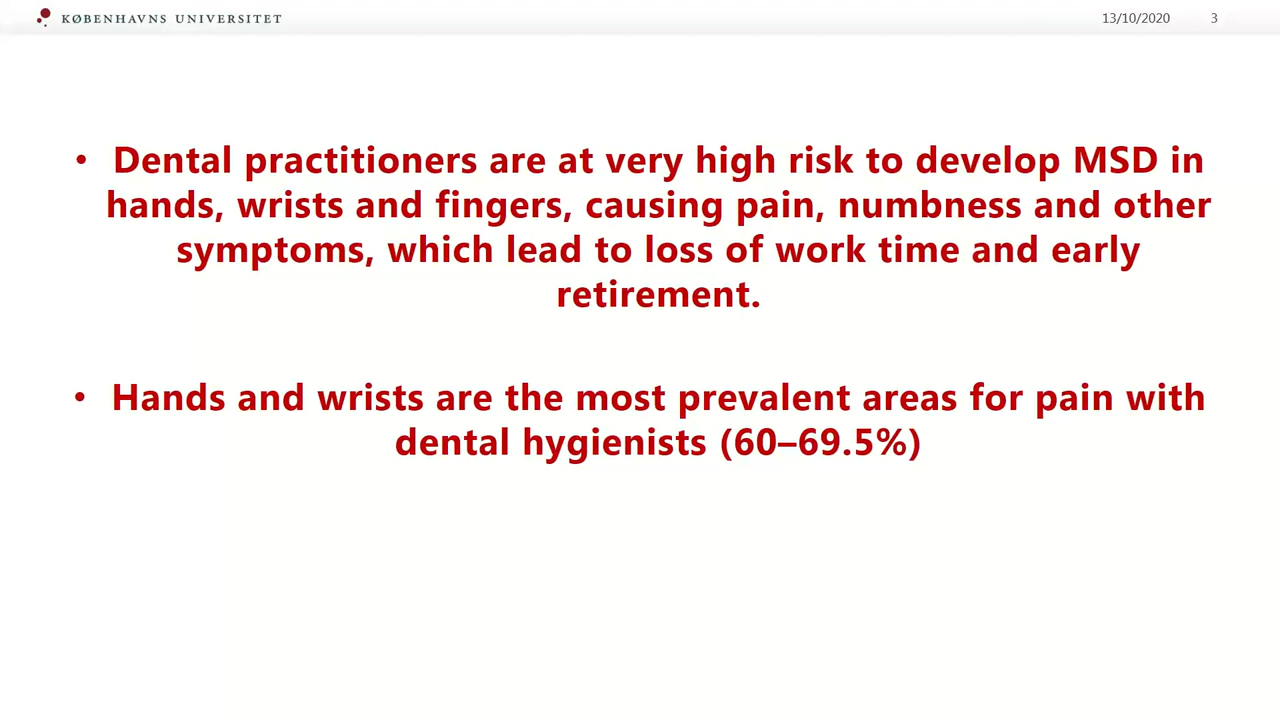 KØBENHAVNS UNIVERSITET
13/10/2020 3
• Dental practitioners are at very high risk to develop MSD in
hands, wrists and fingers, causing pain, numbness and other
symptoms, which lead to loss of work time and early
retirement.
• Hands and wrists are the most prevalent areas for pain with
dental hygienists (60–69.5%)